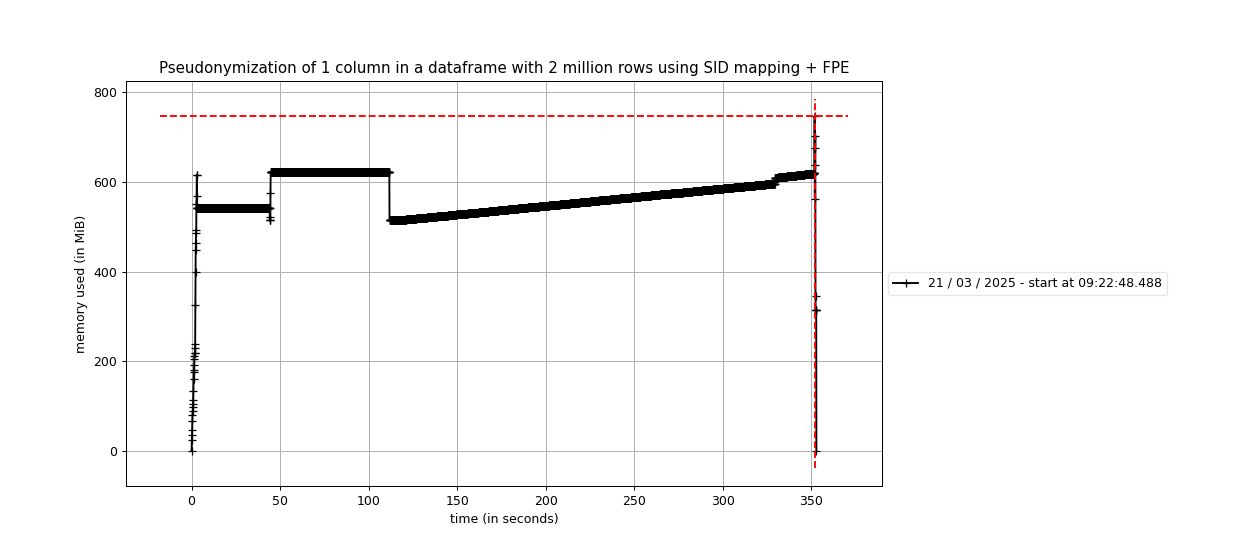 Pseudonymization of 1 column in a dataframe with 2 million rows using SID mapping + FPE
800
600
400
200
0
memory used (in MiB)
21 / 03 / 2025 - start at 09:22:48.488
0 50 100 150 200 250 300 350
time (in seconds)